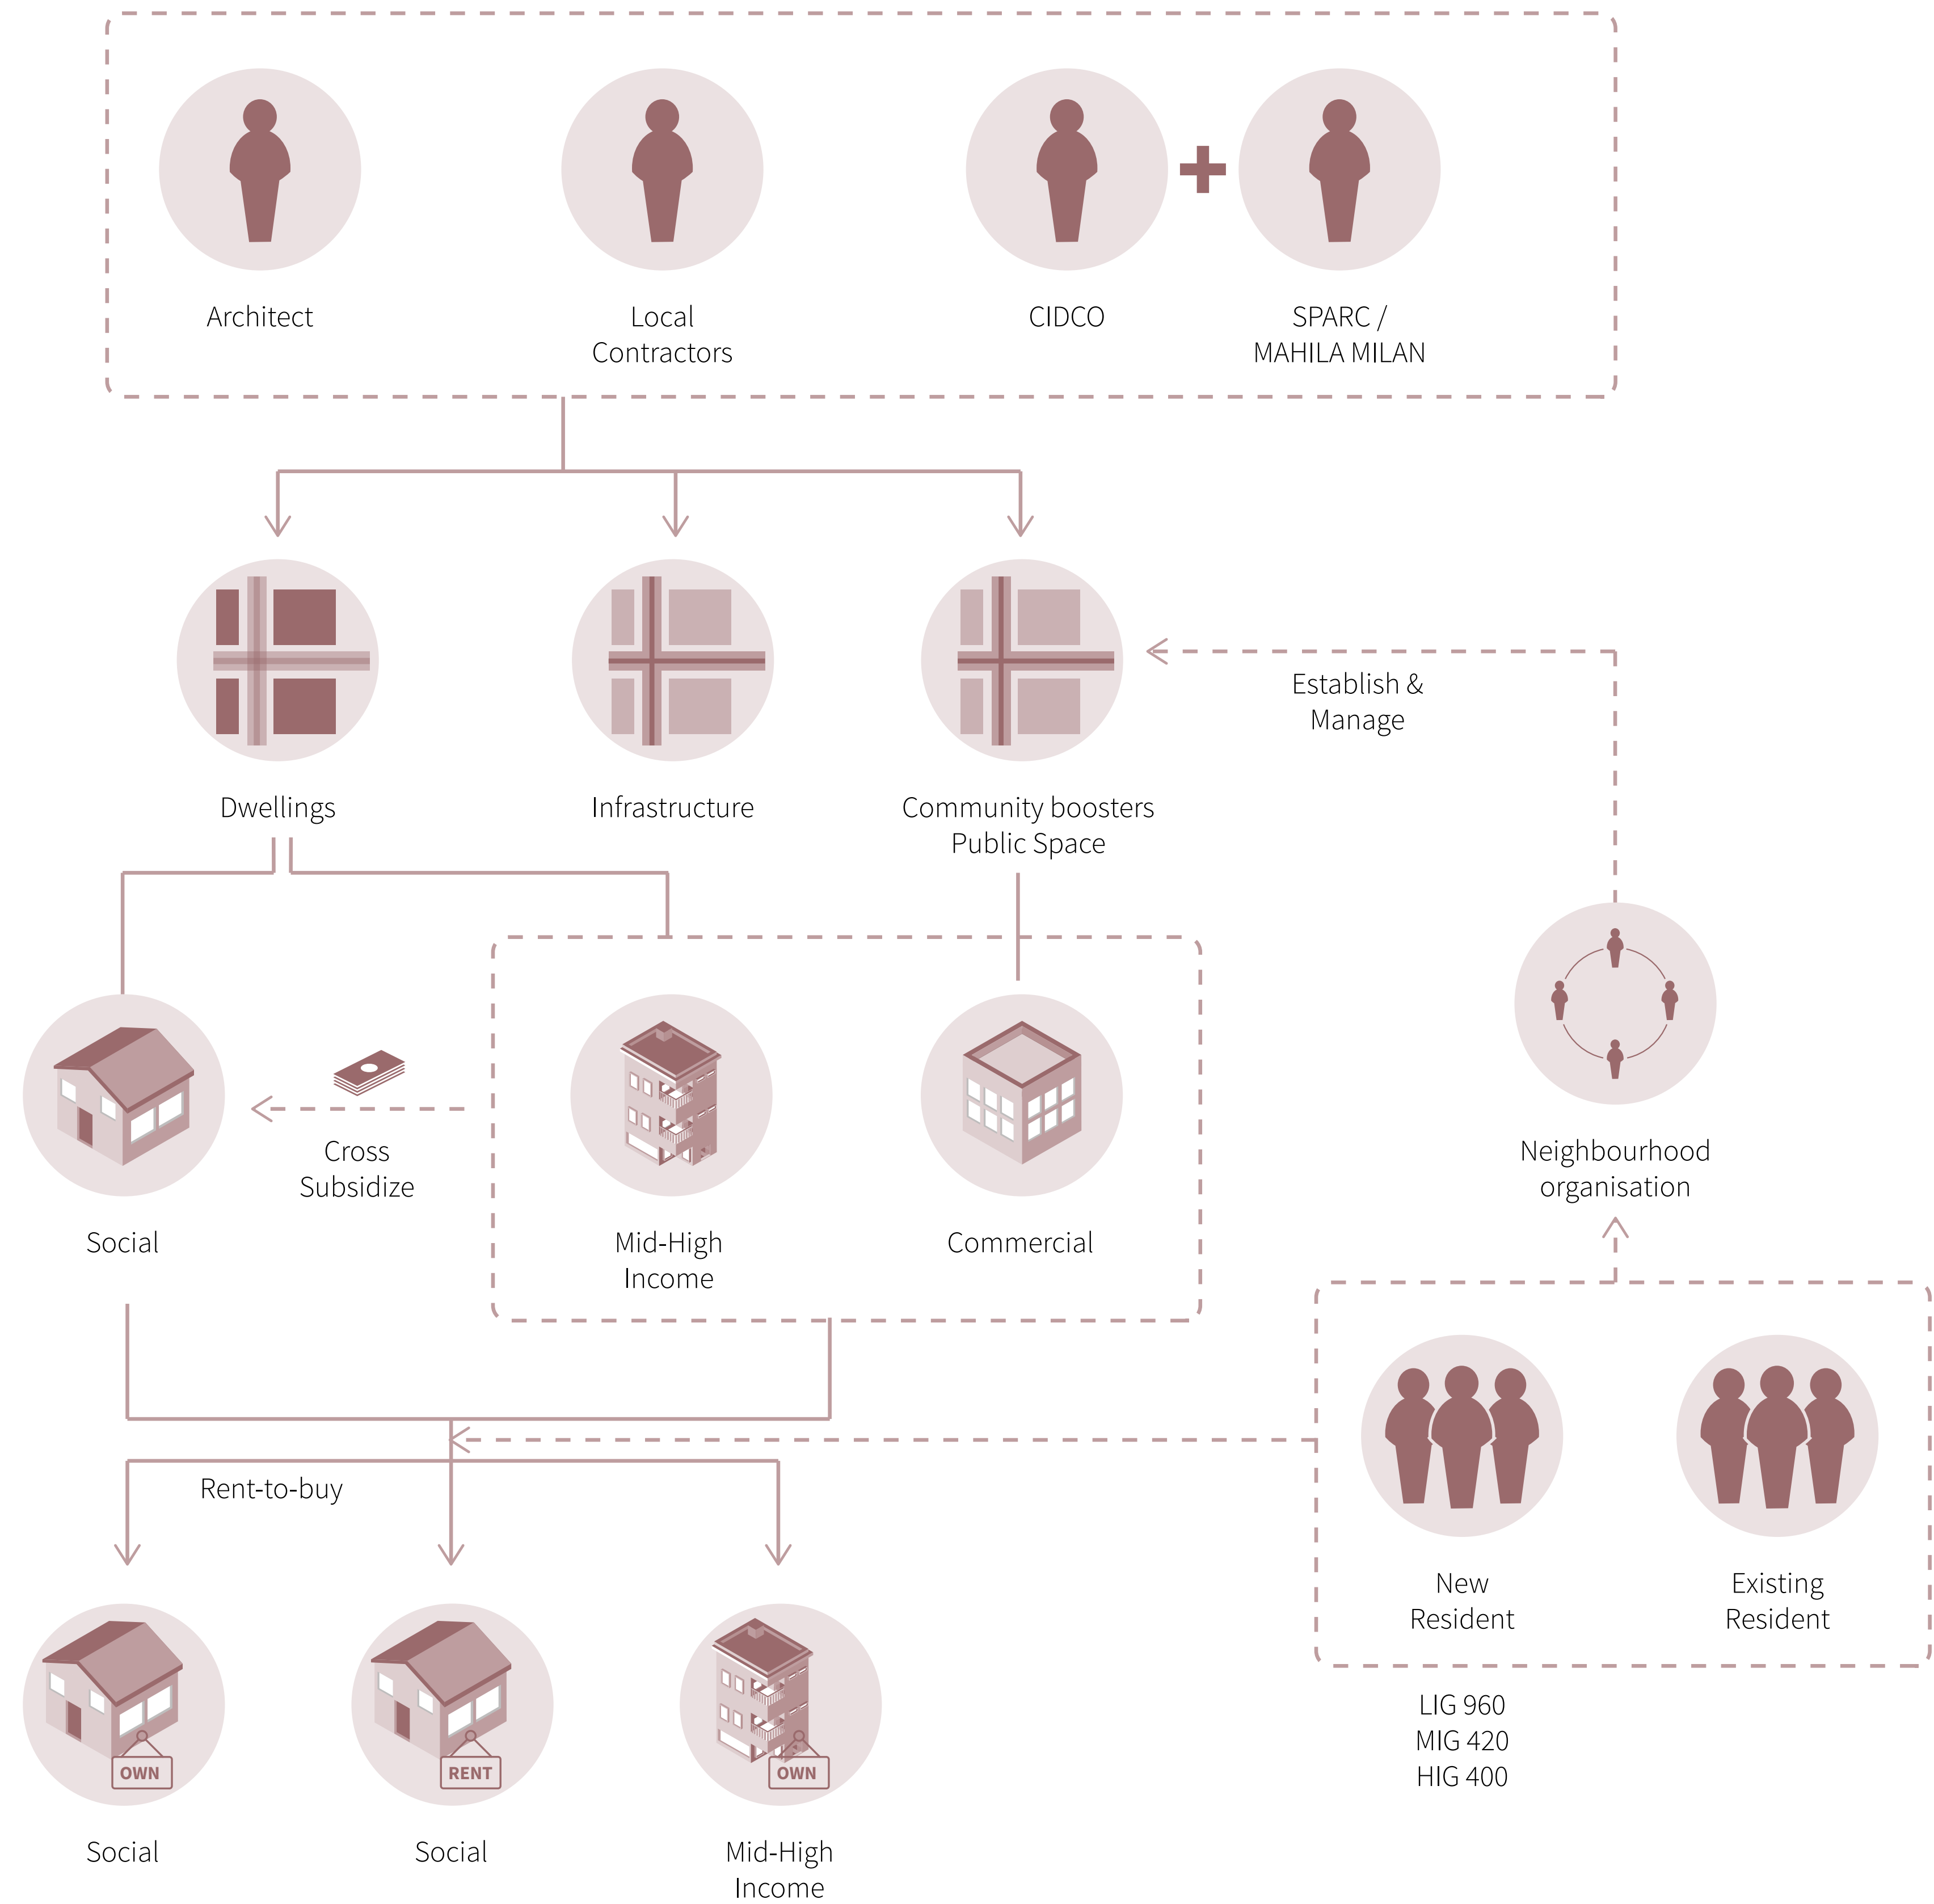 Architect
Local
Contractors
CIDCO
SPARC /
MAHILA MILAN
Establish &
Manage
Dwellings
Infrastructure
Community boosters
Public Space
Cross
Subsidize
Neighbourhood
organisation
Social
Mid-High
Income
Commercial
Rent-to-buy
New
Resident
Existing
Resident
LIG 960
MIG 420
HIG 400
OWN
RENT
OWN
Social
Social
Mid-High
Income